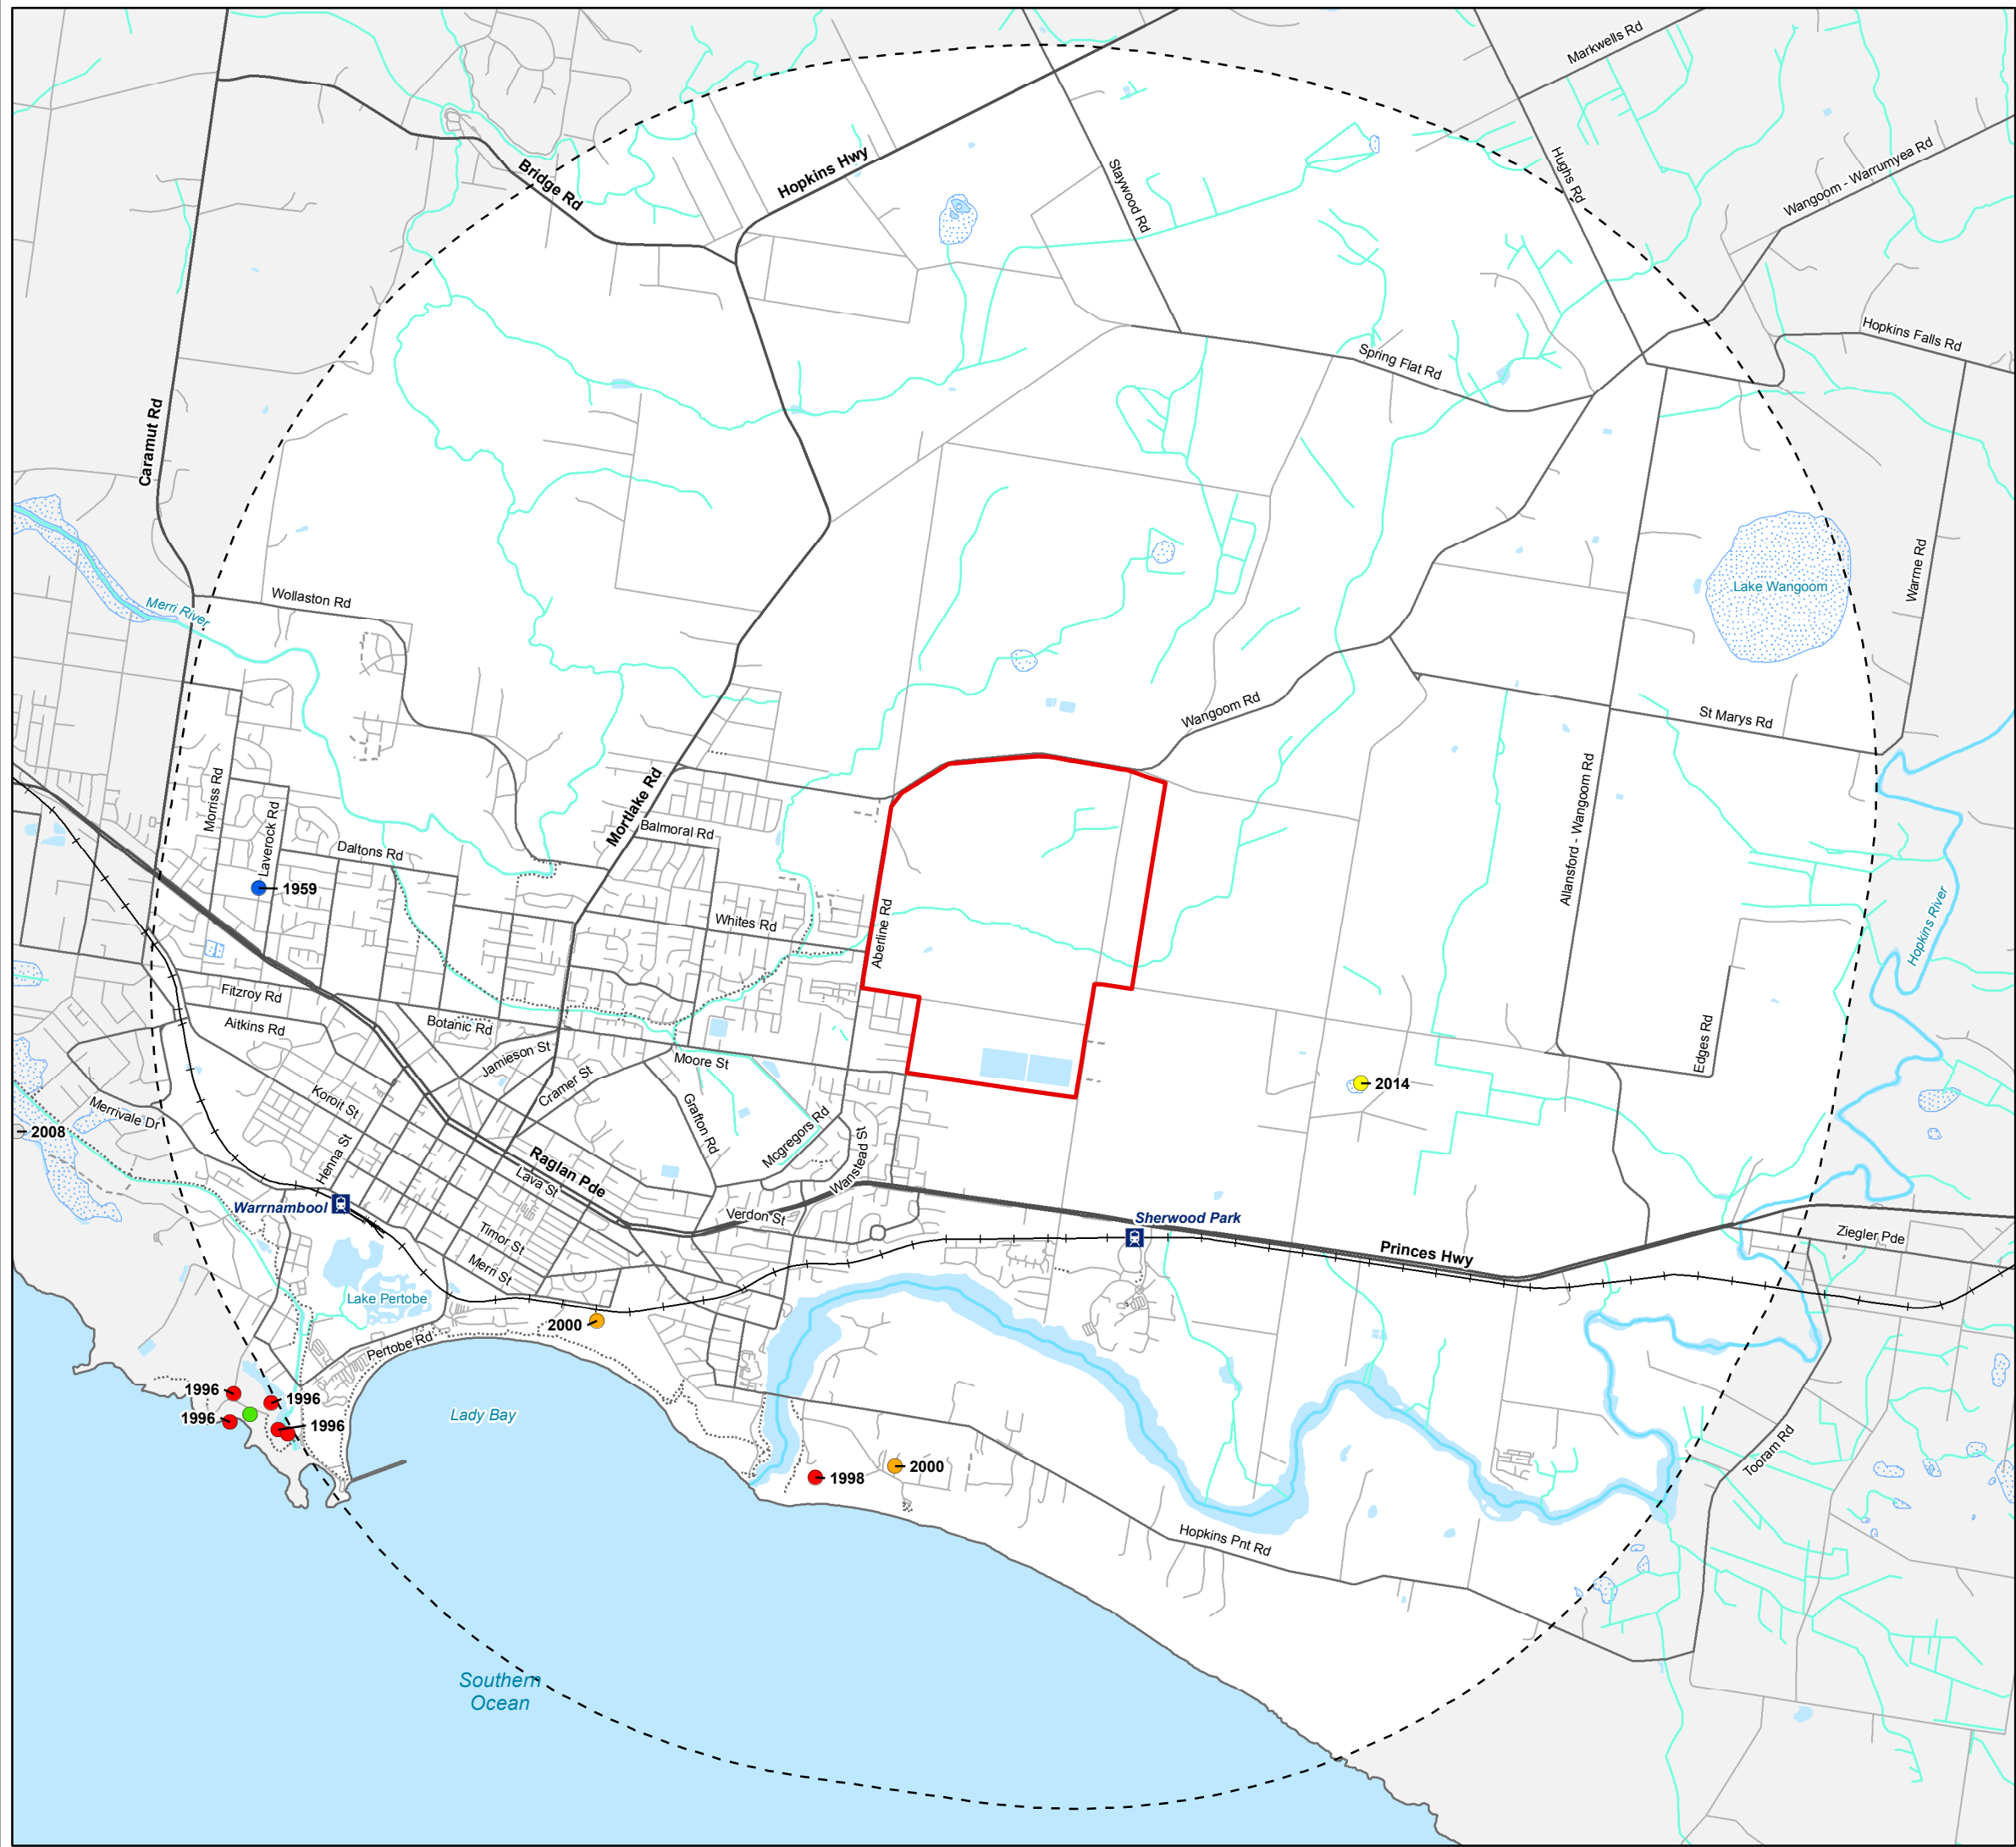 Markwells Rd
Hopkins Hwy
Bridge Rd
Staywood Rd
Hughs Rd
Wangoom - Warrumyea Rd
Hopkins Falls Rd
Spring Flat Rd
Caramut Rd
Lake Wangoom
Warrne Rd
Wollaston Rd
Merri River
Wangoom Rd
St Marys Rd
Morriss Rd
Laverock Rd
Mortlake Rd
Balmoral Rd
Allansford - Wangoom Rd
Daltons Rd
1959
Whites Rd
Aberline Rd
Hopkins River
Fitzroy Rd
Aitkins Rd
Botanic Rd
Jamieson St
Moore St
Edges Rd
Cramer St
2014
Koroit St
Merrivale Dr
Grafton Rd
Mcgregors Rd
2008
Henna St
Wanstead St
Raglan Pde
Lava St
Warrnambool
Verdon St
Sherwood Park
Timor St
Princes Hwy
Ziegler Pde
Merri St
Lake Pertobe
2000
Pertobe Rd
1996
1996
1996
1996
Lady Bay
Tooram Rd
1998
2000
Hopkins Pnt Rd
Southern
Ocean